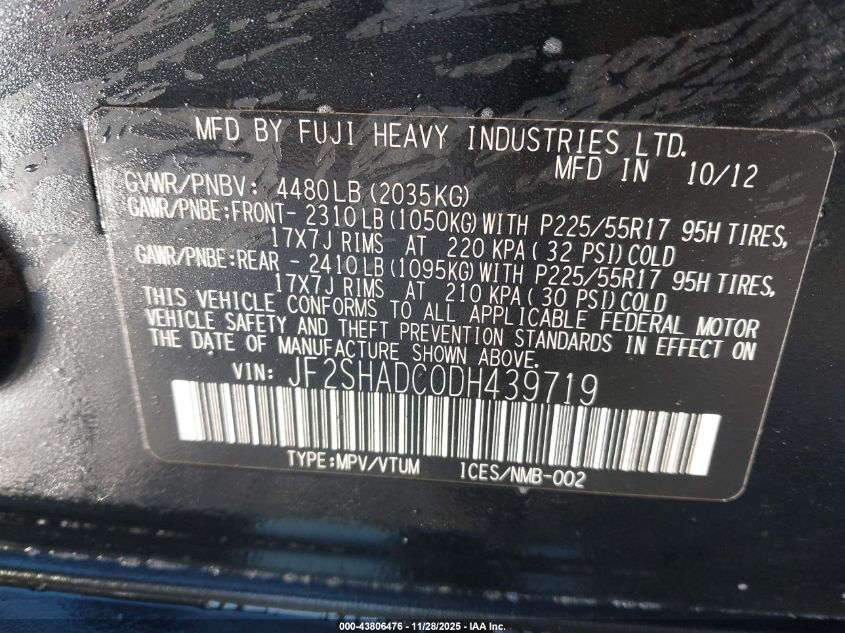 MFD BY FUJI HEAVY INDUSTRIES LTD.
MFD IN 10/12
GVWR/PNBV: 4480LB (2035KG)
GAWR/PNBE:FRONT- 2310LB(1050KG)WITH P225/55R17 95H TIRES,
17X7J RIMS AT 220 KPA( 32 PSI)COLD
GAWR/PNBE:REAR - 2410LB(1095KG)WITH P225/55R17 95H TIRES,
17X7J RIMS AT 210 KPA( 30 PSI)COLD
THIS VEHICLE CONFORMS TO ALL APPLICABLE FEDERAL MOTOR
VEHICLE SAFETY AND THEFT PREVENTION STANDARDS IN EFFECT ON
THE DATE OF MANUFACTURE SHOWN ABOVE.
VIN: JF2SHADC0DH439719
TYPE:MPV/VTUM ICES/NMB-002
000-43806476 - 11/28/2025 - IAA Inc.